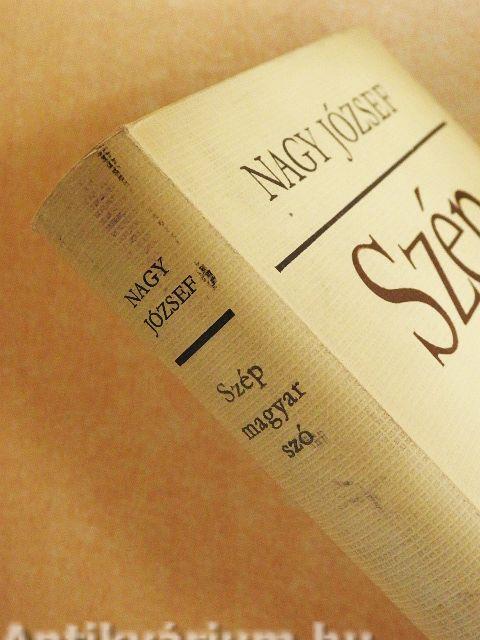 NAGY JÓZSEF
Szép
NAGY
JÓZSEF
Szép
magyar
szó
Antikvárium.hu